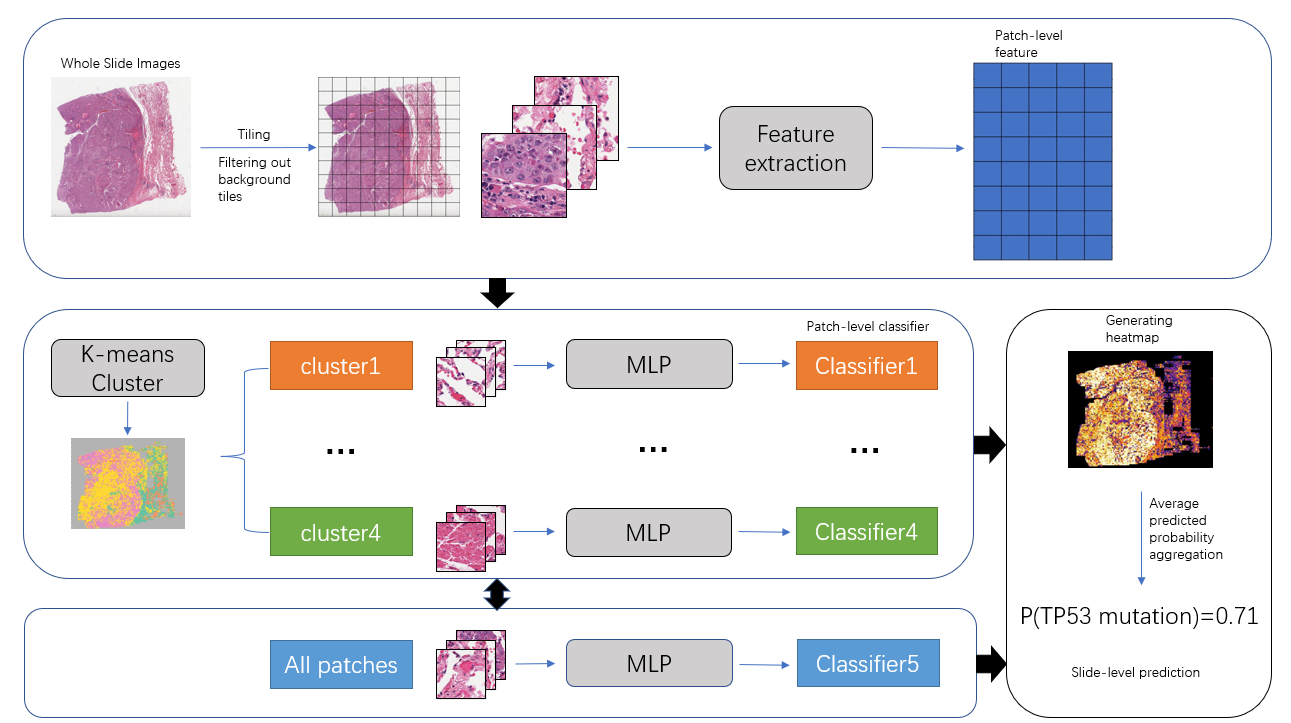 Whole Slide Images
Tiling
Filtering out
background
tiles
Feature
extraction
Patch-level
feature
K-means
Cluster
cluster1
MLP
Patch-level classifier
Classifier1
...
...
...
cluster4
MLP
Classifier4
All patches
MLP
Classifier5
Generating
heatmap
Average
predicted
probability
aggregation
P(TP53 mutation)=0.71
Slide-level prediction